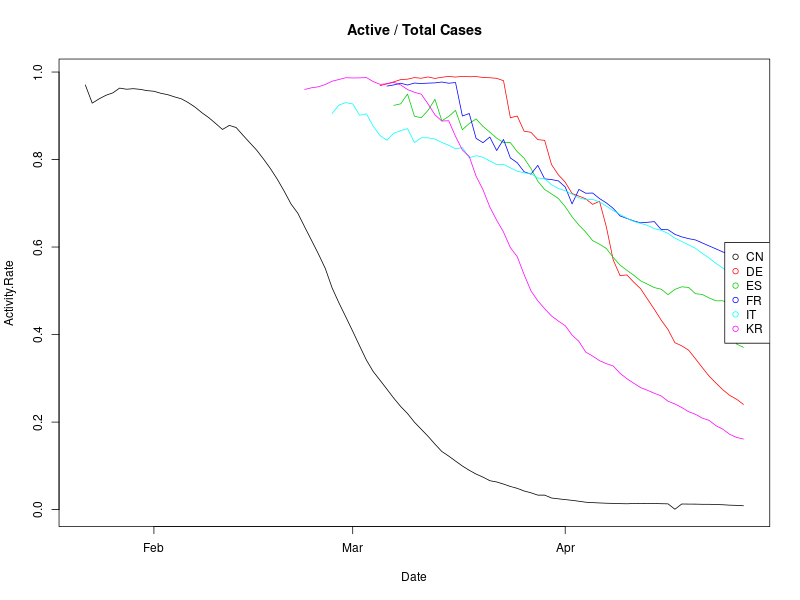 Active / Total Cases
Activity.Rate
1.0
0.8
0.6
0.4
0.2
0.0
CN
DE
ES
FR
IT
KR
Feb Mar Apr
Date